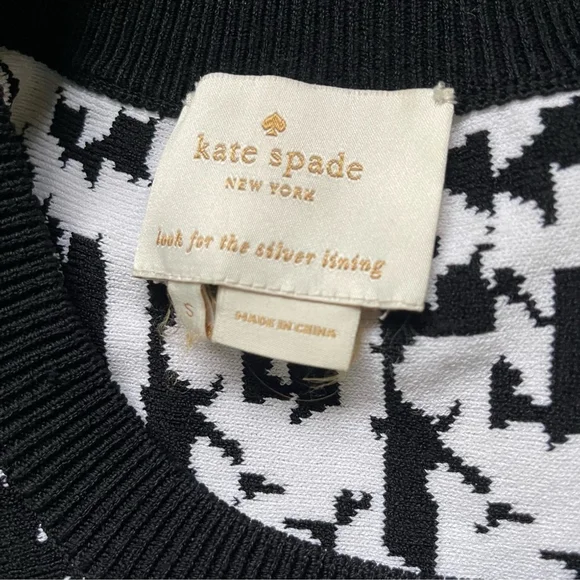 kate spade
NEW YORK
look for the silver lining
S
MADE IN CHINA